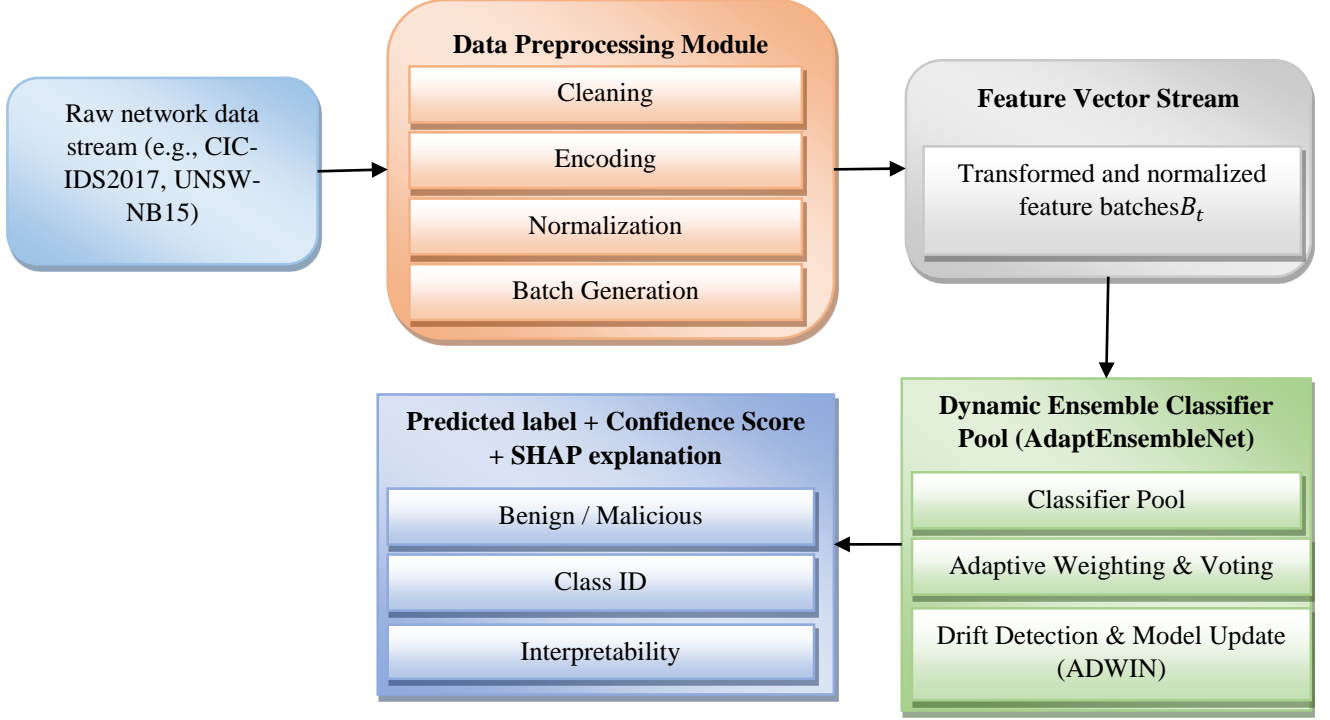 Raw network data
stream (e.g., CIC-
IDS2017, UNSW-
NB15)
Data Preprocessing Module
Cleaning
Encoding
Normalization
Batch Generation
Feature Vector Stream
Transformed and normalized
feature batches𝐵𝑡
Dynamic Ensemble Classifier
Pool (AdaptEnsembleNet)
Classifier Pool
Adaptive Weighting & Voting
Drift Detection & Model Update
(ADWIN)
Predicted label + Confidence Score
+ SHAP explanation
Benign / Malicious
Class ID
Interpretability